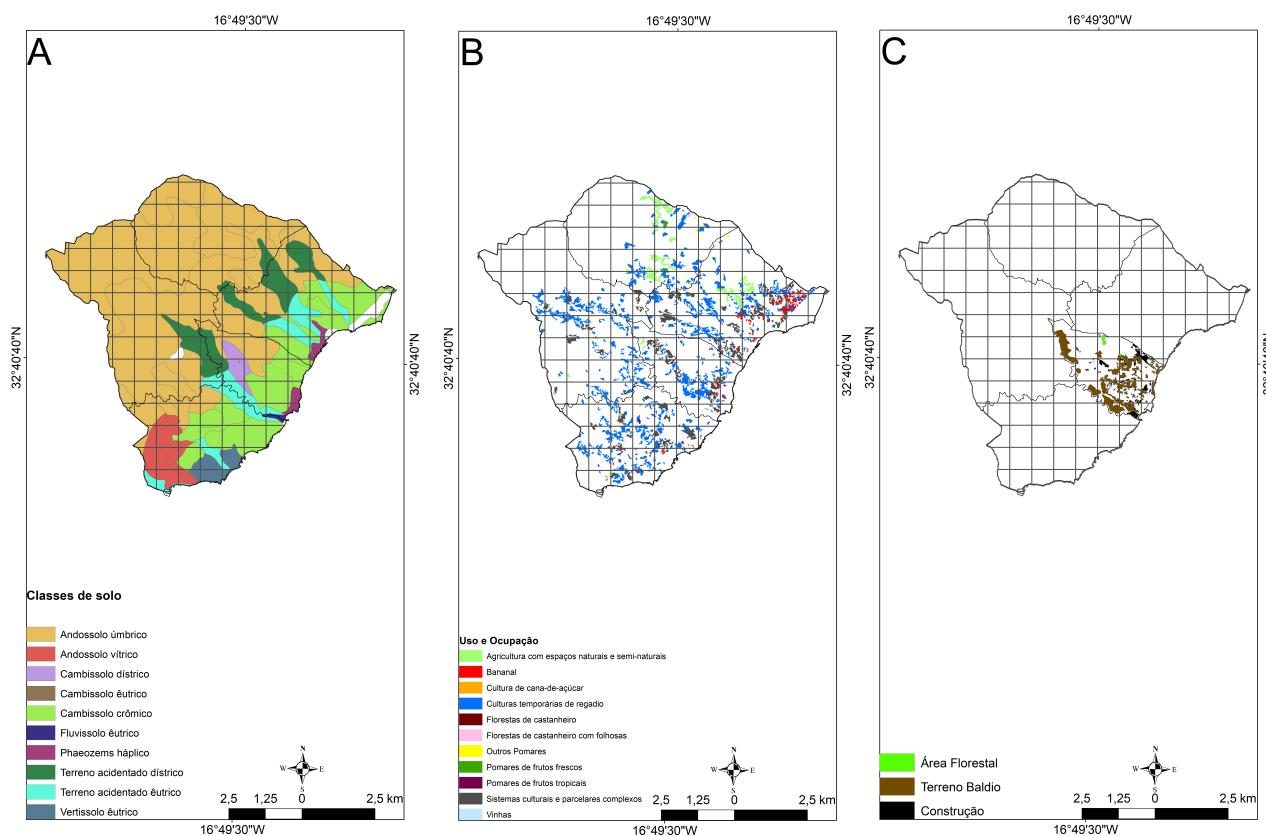 16°49'30"W
A
32°40'40"N
32°40'40"N
Classes de solo
Andossolo úmbrico
Andossolo vítrico
Cambissolo dístrico
Cambissolo êutrico
Cambissolo crômico
Fluvissolo êutrico
Phaeozems háplico
Terreno acidentado dístrico
Terreno acidentado êutrico
Vertissolo êutrico
N
W E
S
2,5 1,25 0 2,5 km
16°49'30"W
16°49'30"W
B
32°40'40"N
32°40'40"N
Uso e Ocupação
Agricultura com espaços naturais e semi-naturais
Bananal
Cultura de cana-de-açúcar
Culturas temporárias de regadio
Florestas de castanheiro
Florestas de castanheiro com folhosas
Outros Pomares
Pomares de frutos frescos
Pomares de frutos tropicais
Sistemas culturais e parcelares complexos
Vinhas
N
W E
S
2,5 1,25 0 2,5 km
16°49'30"W
16°49'30"W
C
32°40'40"N
Área Florestal
Terreno Baldio
Construção
N
W E
S
2,5 1,25 0 2,5 km
16°49'30"W